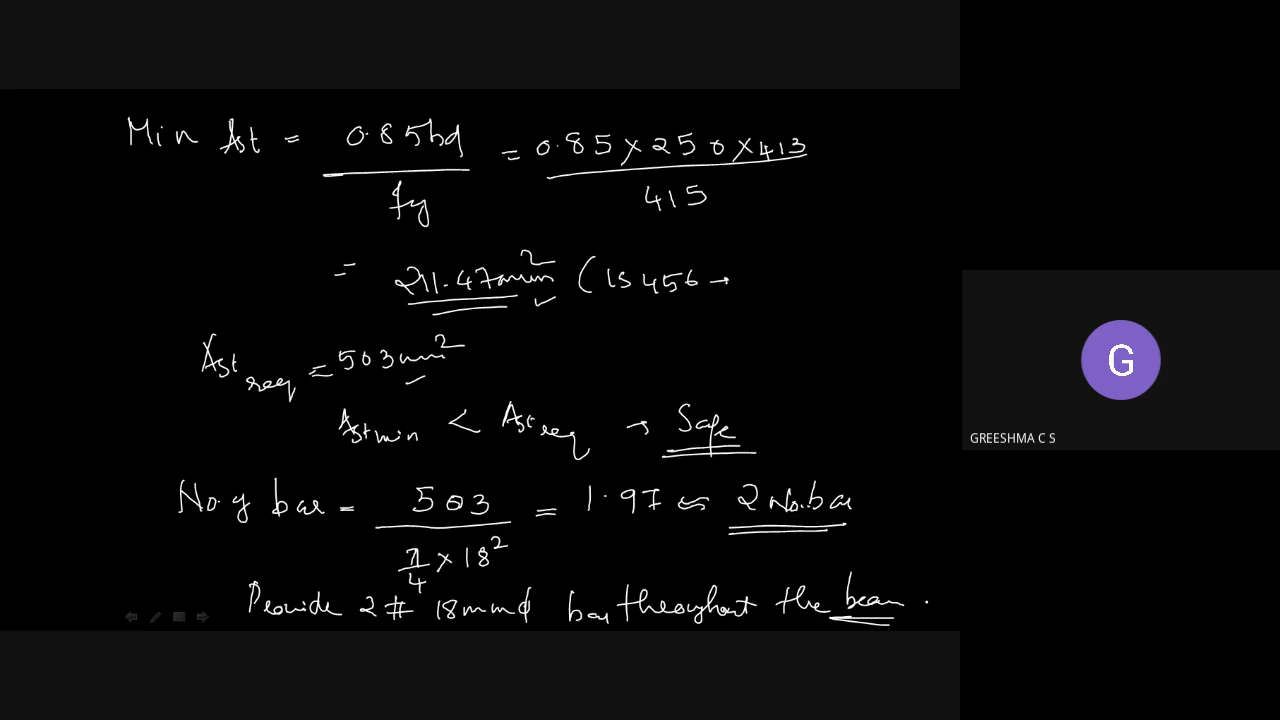 Min Ast = 0.85bd / fy = 0.85 × 250 × 413 / 415
= 211.47mm² (IS 456 →
Ast req = 503mm²
Ast min < Ast req → Safe
No. of bar = 503 / π/4 × 18² = 1.97 ≈ 2 No. bar
Provide 2 # 18mmϕ bar throughout the beam.
G
GREESHMA C S